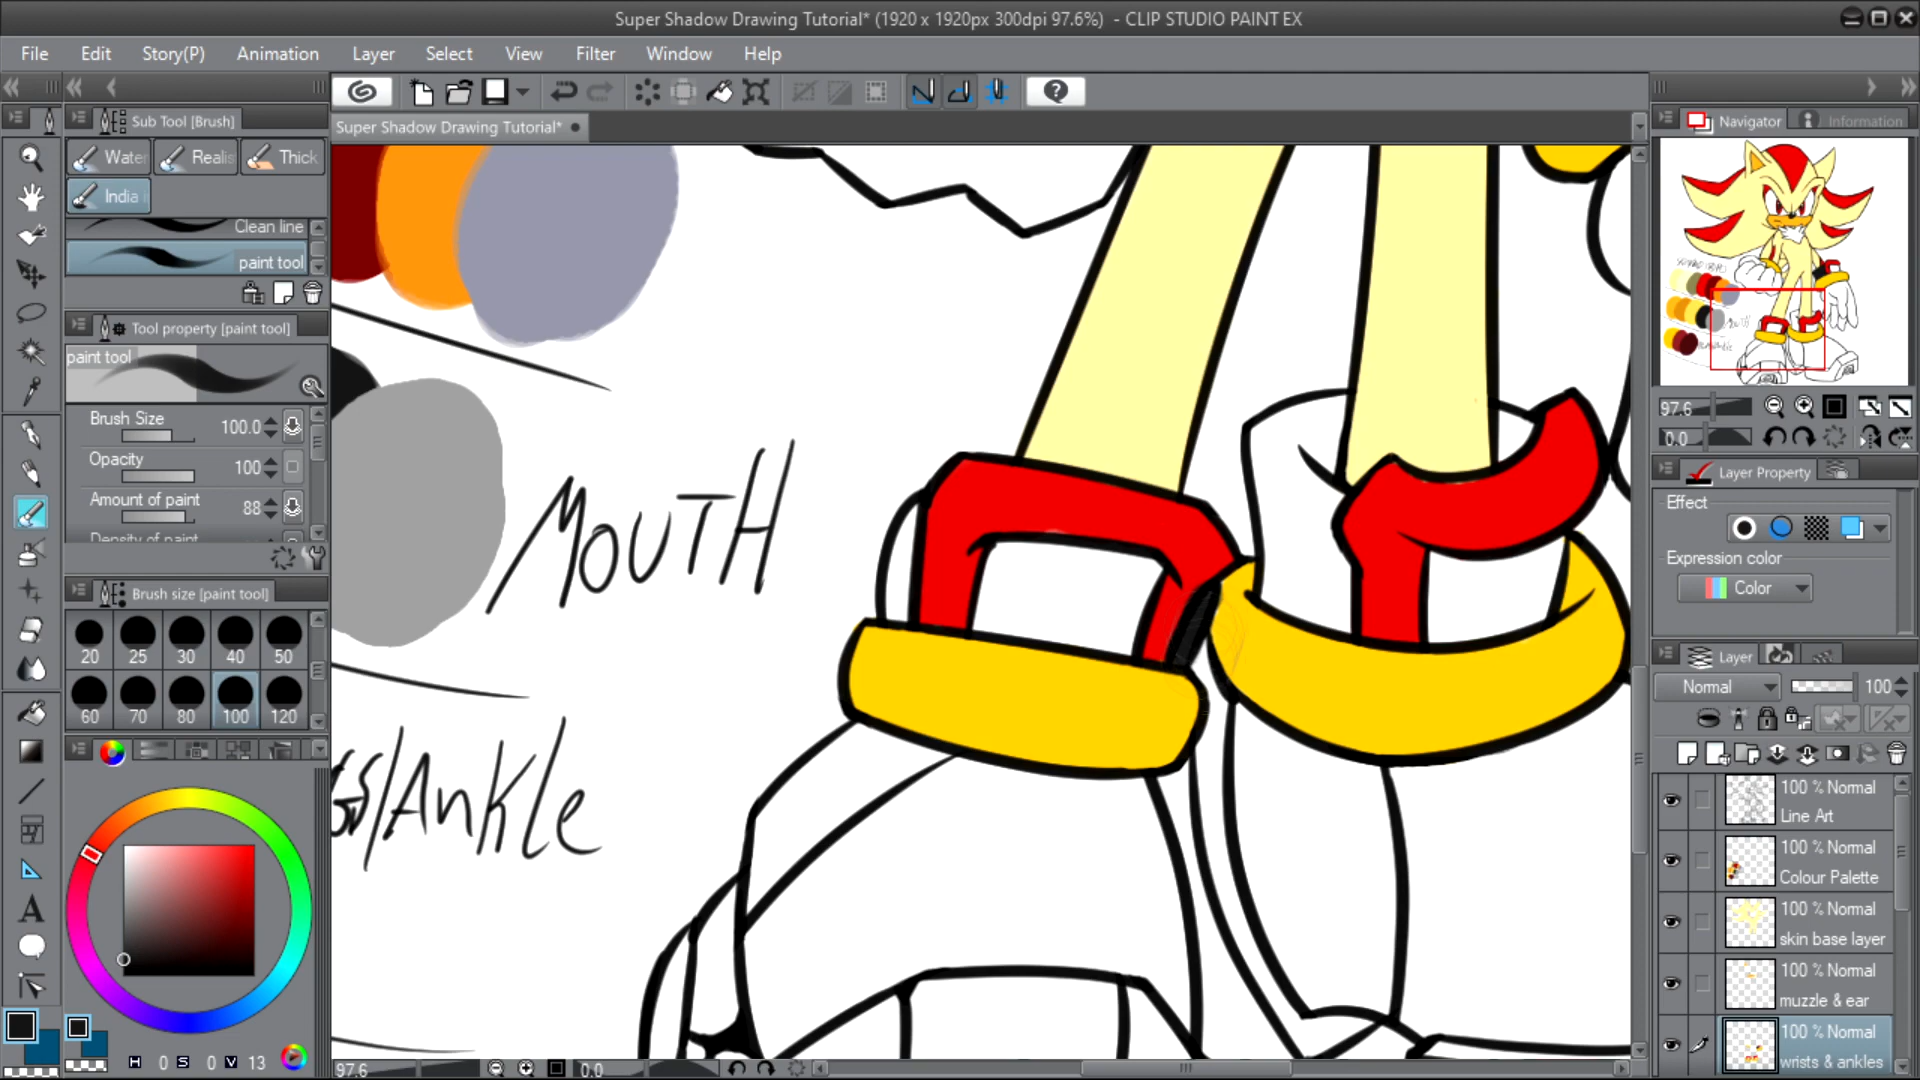 Super Shadow Drawing Tutorial* (1920 x 1920px 300dpi 97.6%) - CLIP STUDIO PAINT EX
File Edit Story(P) Animation Layer Select View Filter Window Help
Sub Tool [Brush]
Super Shadow Drawing Tutorial*
Navigator Information
Water Realis Thick
India i
Clean line
paint tool
Tool property [paint tool]
paint tool
Brush Size 100.0
Opacity 100
Amount of paint 88
Density of paint
Brush size [paint tool]
20 25 30 40 50
60 70 80 100 120
H 0 S 0 V 13
MOUTH
/Ankle
97.6 0.0
97.6
0.0
Layer Property
Effect
Expression color
Color
Layer
Normal 100
100 % Normal
Line Art
100 % Normal
Colour Palette
100 % Normal
skin base layer
100 % Normal
muzzle & ear
100 % Normal
wrists & ankles